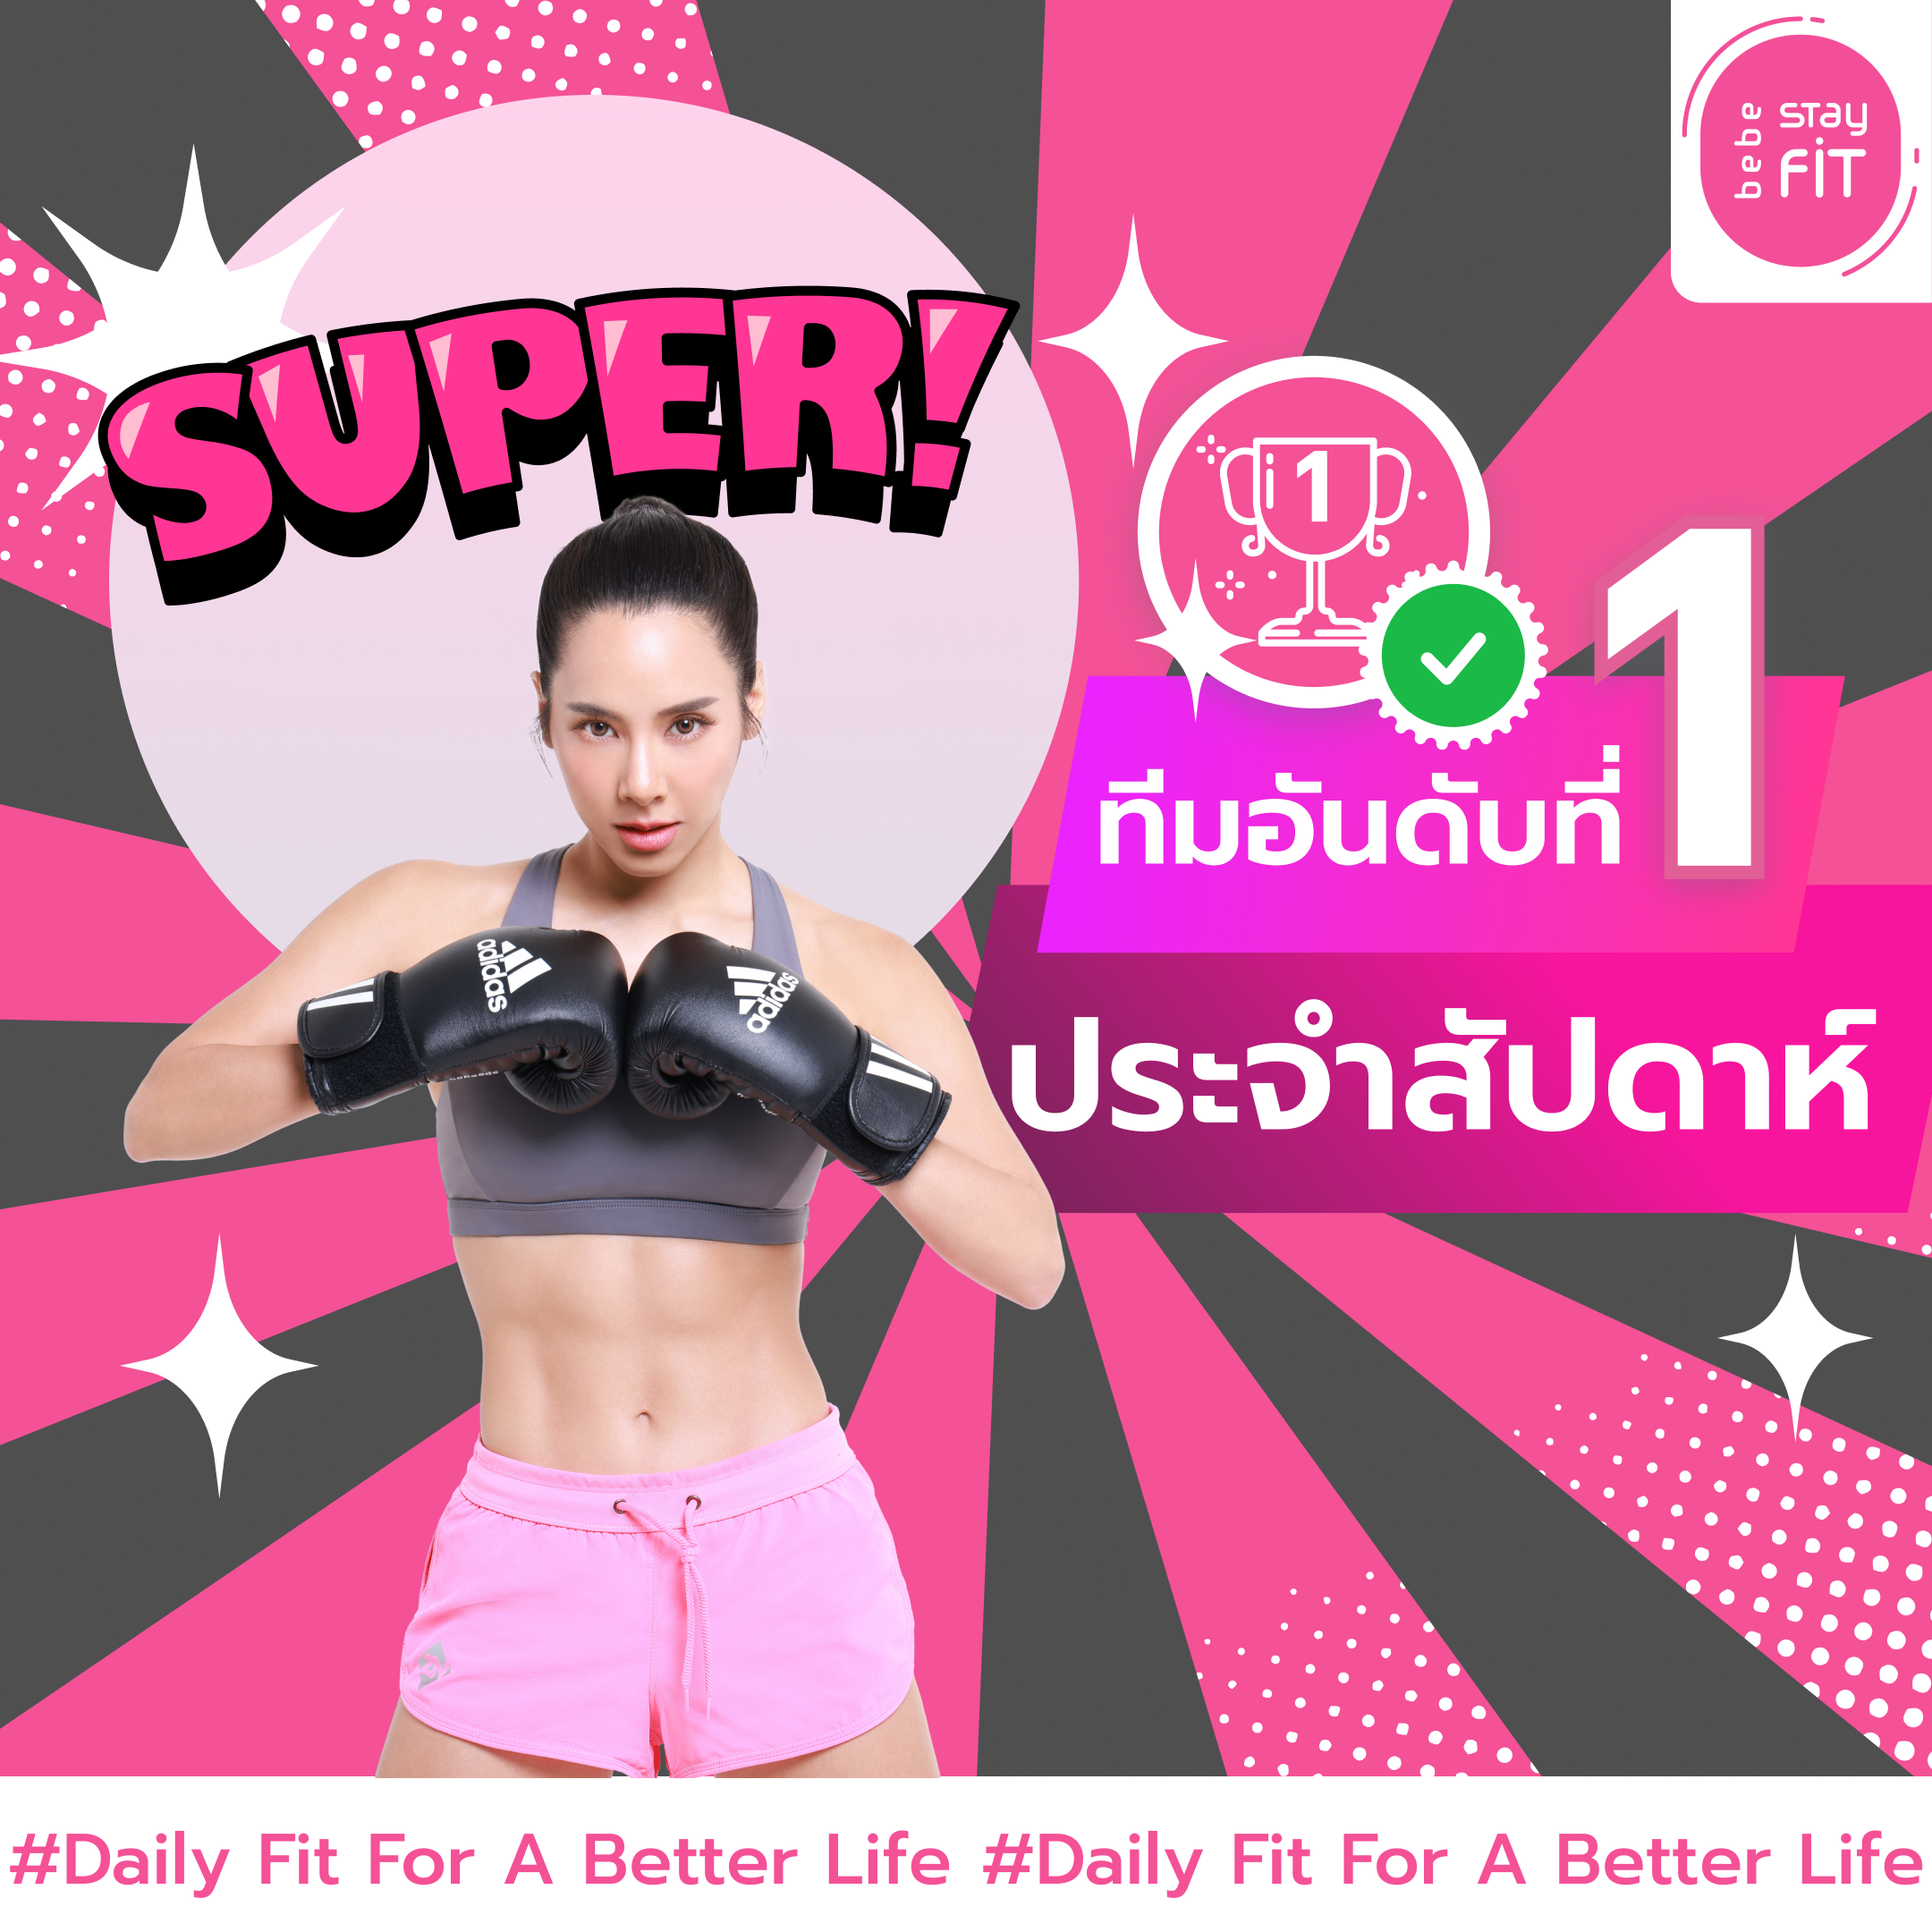 bebe
STAY
FIT
SUPER!
1
ทีมอันดับที่ 1
ประจำสัปดาห์
adidas
adidas
#Daily Fit For A Better Life #Daily Fit For A Better Life